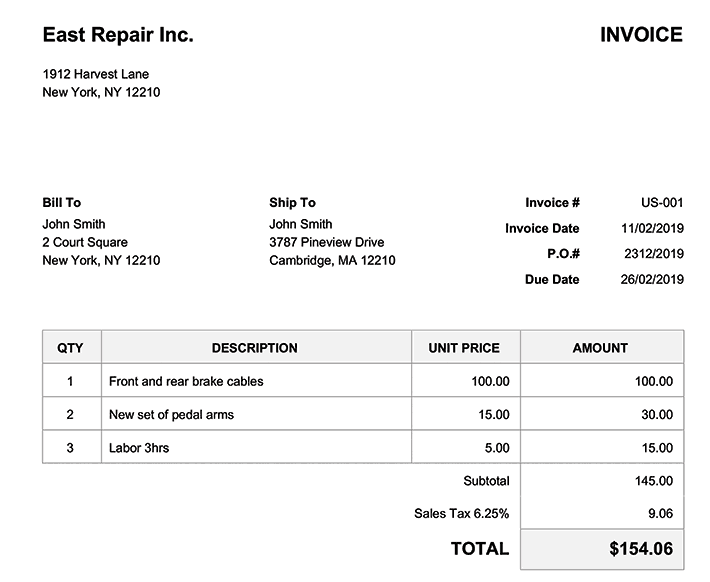 East Repair Inc. INVOICE
1912 Harvest Lane
New York, NY 12210
Bill To Ship To Invoice # US-001
John Smith John Smith Invoice Date 11/02/2019
2 Court Square 3787 Pineview Drive P.O.# 2312/2019
New York, NY 12210 Cambridge, MA 12210 Due Date 26/02/2019
QTY DESCRIPTION UNIT PRICE AMOUNT
1 Front and rear brake cables 100.00 100.00
2 New set of pedal arms 15.00 30.00
3 Labor 3hrs 5.00 15.00
Subtotal 145.00
Sales Tax 6.25% 9.06
TOTAL $154.06